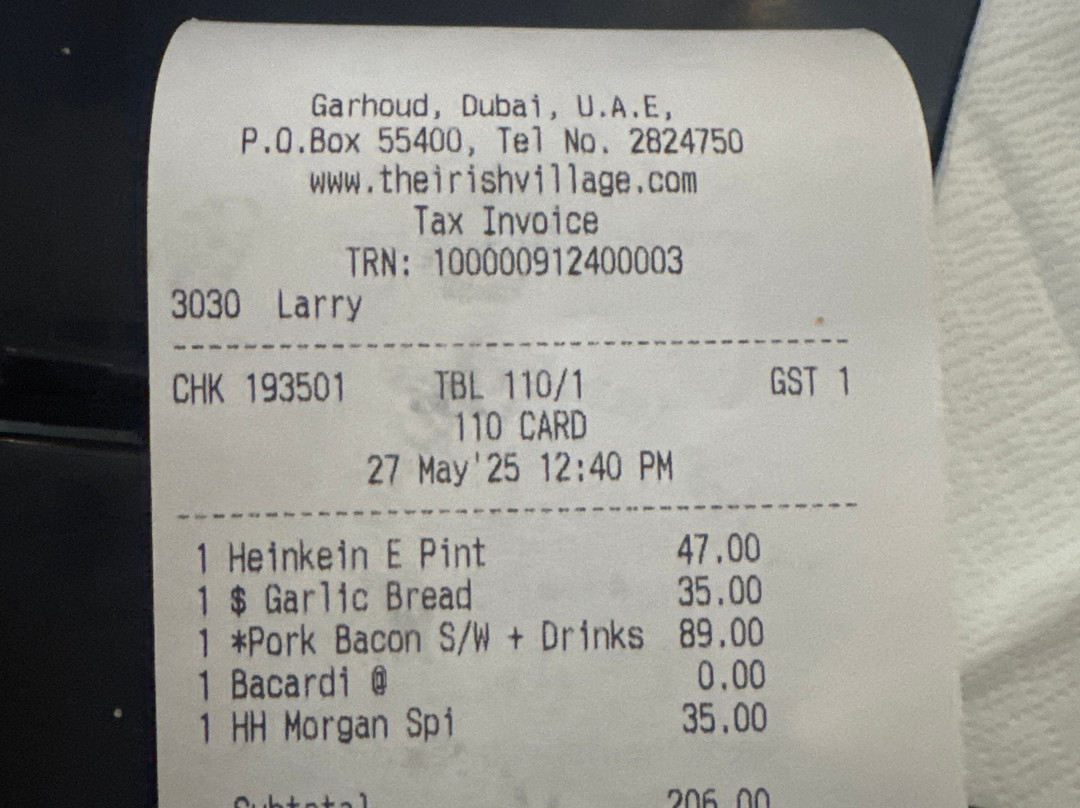 Garhoud, Dubai, U.A.E,
P.O.Box 55400, Tel No. 2824750
www.theirishvillage.com
Tax Invoice
TRN: 100000912400003
3030 Larry
CHK 193501 TBL 110/1 GST 1
110 CARD
27 May'25 12:40 PM
1 Heinkein E Pint 47.00
1 $ Garlic Bread 35.00
1 *Pork Bacon S/W + Drinks 89.00
1 Bacardi @ 0.00
1 HH Morgan Spi 35.00
Subtotal 206.00